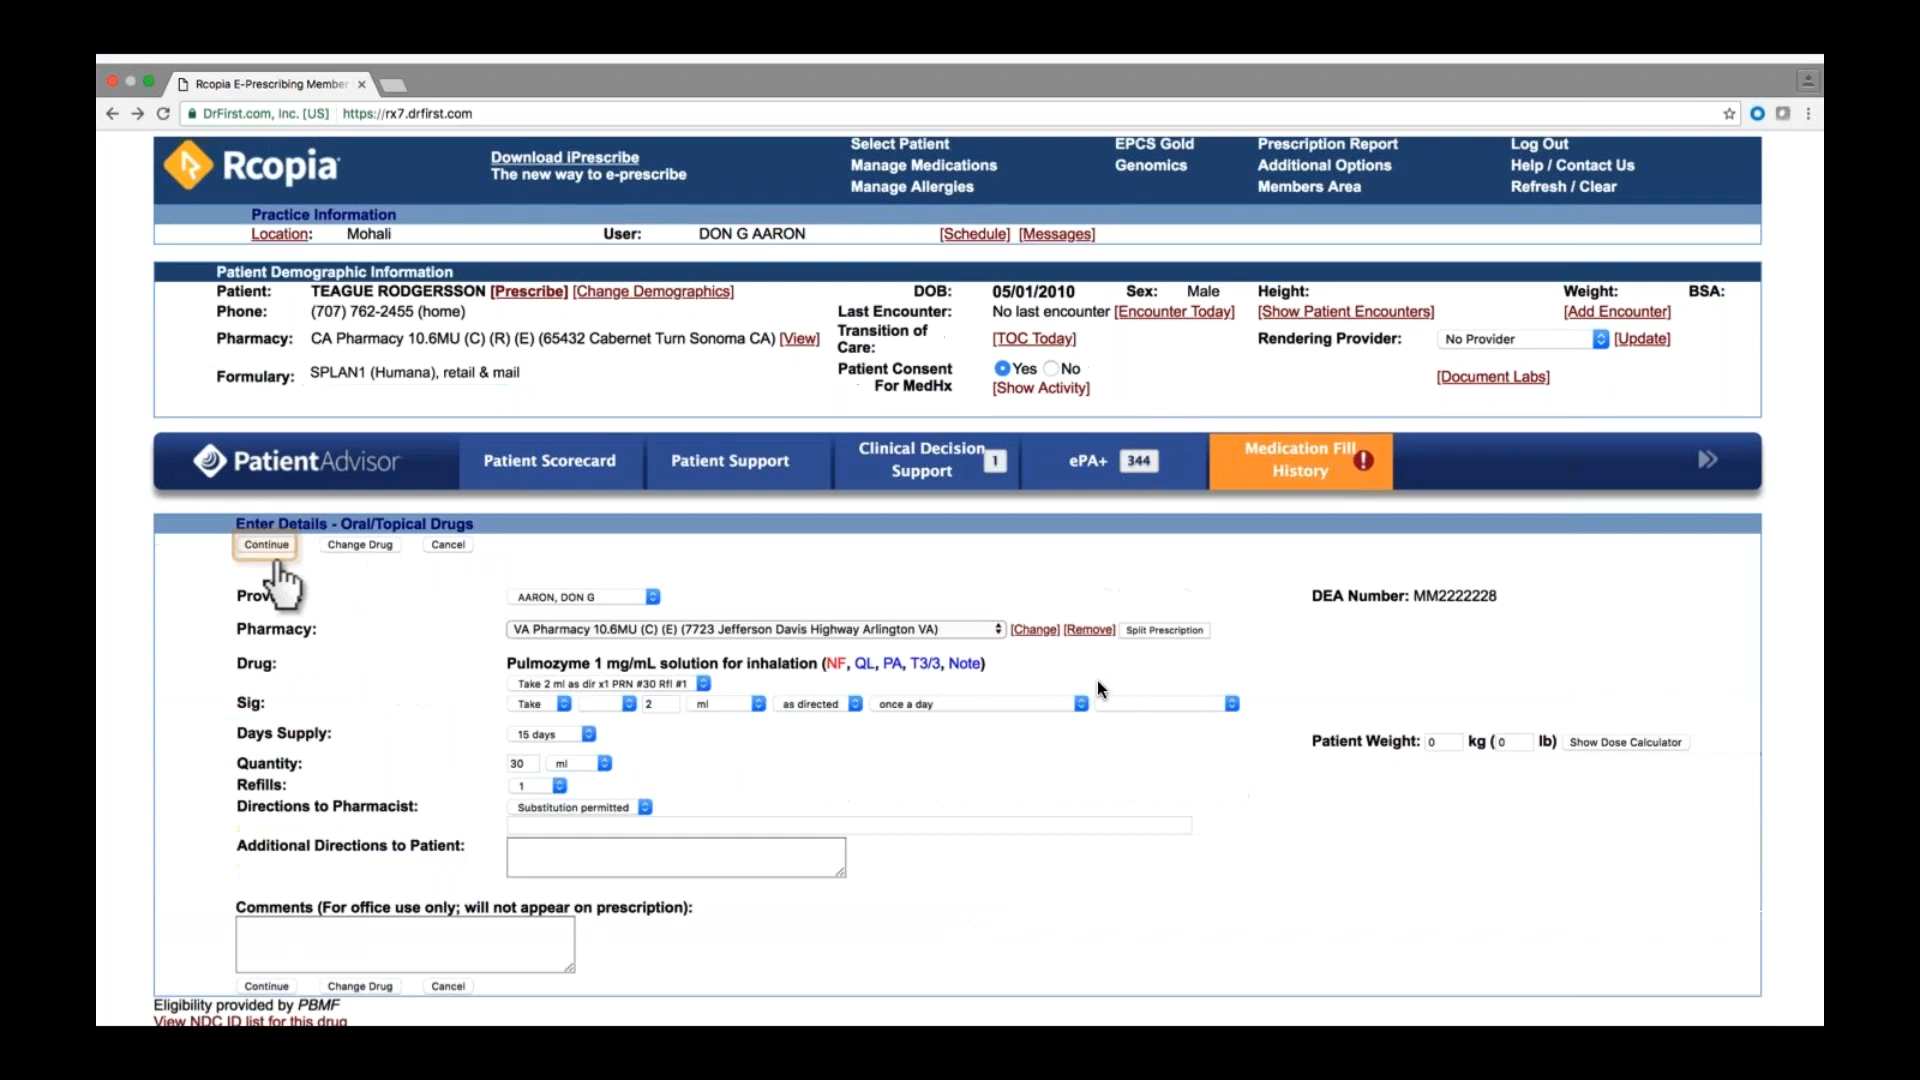 Rcopia E-Prescribing Member
DrFirst.com, Inc. [US] https://rx7.drfirst.com
Rcopia
Download iPrescribe
The new way to e-prescribe
Select Patient
Manage Medications
Manage Allergies
EPCS Gold
Genomics
Prescription Report
Additional Options
Members Area
Log Out
Help / Contact Us
Refresh / Clear
Practice Information
Location: Mohali User: DON G AARON [Schedule] [Messages]
Patient Demographic Information
Patient: TEAGUE RODGERSSON [Prescribe] [Change Demographics] DOB: 05/01/2010 Sex: Male Height: Weight: BSA:
Phone: (707) 762-2455 (home) Last Encounter: No last encounter [Encounter Today] [Show Patient Encounters] [Add Encounter]
Pharmacy: CA Pharmacy 10.6MU (C) (R) (E) (65432 Cabernet Turn Sonoma CA) [View] Transition of Care: [TOC Today] Rendering Provider: No Provider [Update]
Formulary: SPLAN1 (Humana), retail & mail Patient Consent For MedHx Yes No [Show Activity] [Document Labs]
PatientAdvisor Patient Scorecard Patient Support Clinical Decision Support 1 ePA+ 344 Medication Fill History !
Enter Details - Oral/Topical Drugs
Continue Change Drug Cancel
AARON, DON G DEA Number: MM2222228
Pharmacy: VA Pharmacy 10.6MU (C) (E) (7723 Jefferson Davis Highway Arlington VA) [Change] [Remove] Split Prescription
Drug: Pulmozyme 1 mg/mL solution for inhalation (NF, QL, PA, T3/3, Note)
Take 2 ml as dir x1 PRN #30 Rfl #1
Sig: Take 2 ml as directed once a day
Days Supply: 15 days
Patient Weight: 0 kg ( 0 lb) Show Dose Calculator
Quantity: 30 ml
Refills: 1
Directions to Pharmacist: Substitution permitted
Additional Directions to Patient:
Comments (For office use only; will not appear on prescription):
Continue Change Drug Cancel
Eligibility provided by PBMF
View NDC ID list for this drug